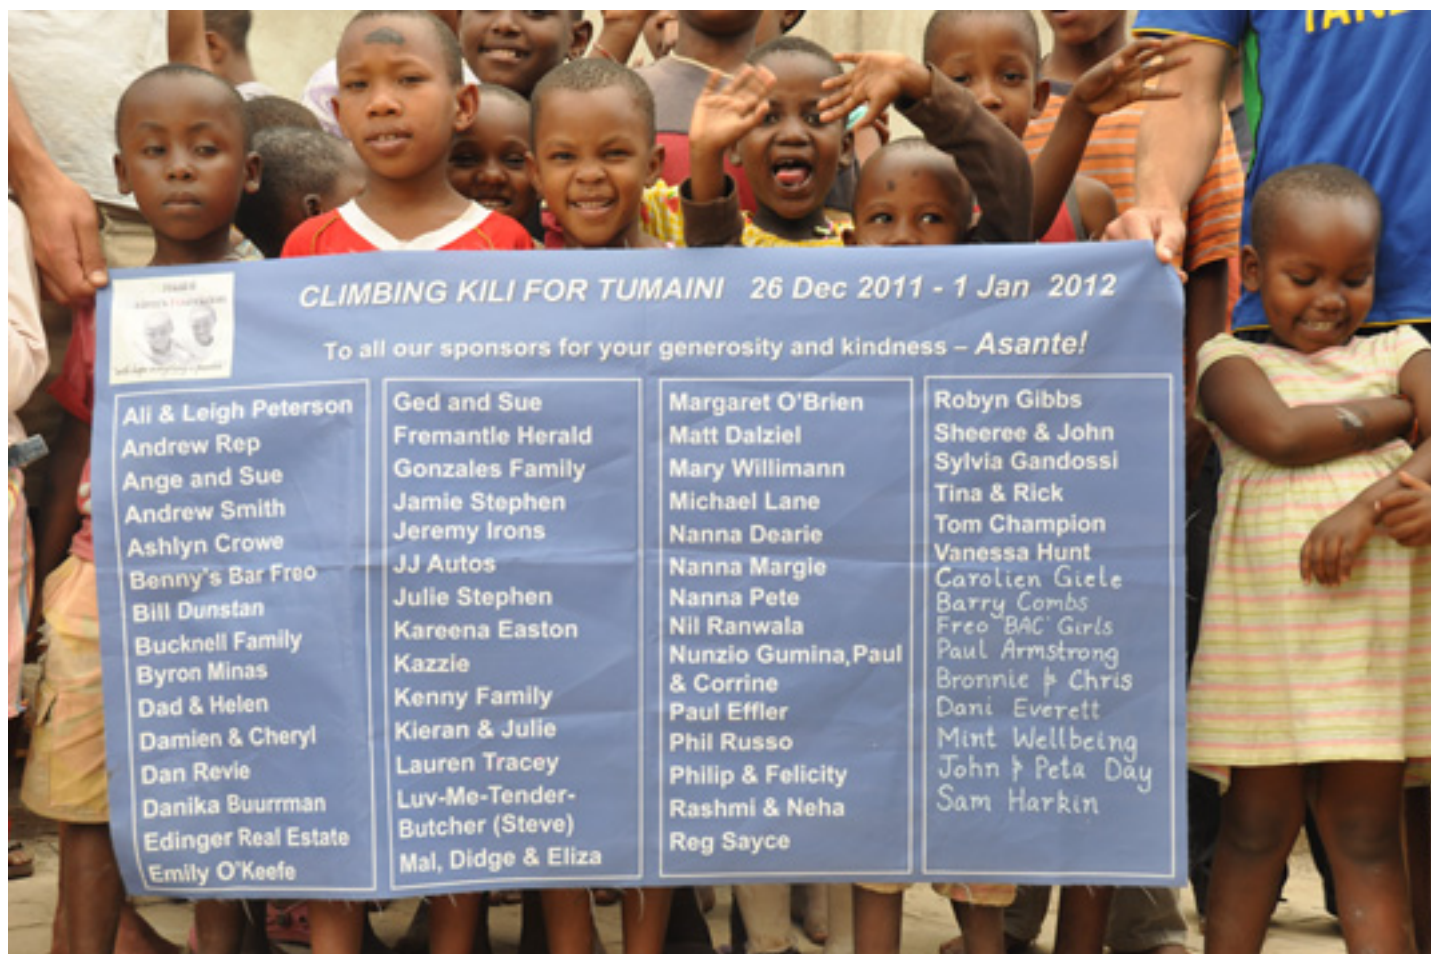 CLIMBING KILI FOR TUMAINI 26 Dec 2011 - 1 Jan 2012
To all our sponsors for your generosity and kindness – Asante!
Ali & Leigh Peterson
Andrew Rep
Ange and Sue
Andrew Smith
Ashlyn Crowe
Benny's Bar Freo
Bill Dunstan
Bucknell Family
Byron Minas
Dad & Helen
Damien & Cheryl
Dan Revie
Danika Buurrman
Edinger Real Estate
Emily O'Keefe
Ged and Sue
Fremantle Herald
Gonzales Family
Jamie Stephen
Jeremy Irons
JJ Autos
Julie Stephen
Kareena Easton
Kazzie
Kenny Family
Kieran & Julie
Lauren Tracey
Luv-Me-Tender-
Butcher (Steve)
Mal, Didge & Eliza
Margaret O'Brien
Matt Dalziel
Mary Willimann
Michael Lane
Nanna Dearie
Nanna Margie
Nanna Pete
Nil Ranwala
Nunzio Gumina,Paul
& Corrine
Paul Effler
Phil Russo
Philip & Felicity
Rashmi & Neha
Reg Sayce
Robyn Gibbs
Sheeree & John
Sylvia Gandossi
Tina & Rick
Tom Champion
Vanessa Hunt
Carolien Giele
Barry Combs
Freo 'BAC' Girls
Paul Armstrong
Bronnie & Chris
Dani Everett
Mint Wellbeing
John & Peta Day
Sam Harkin